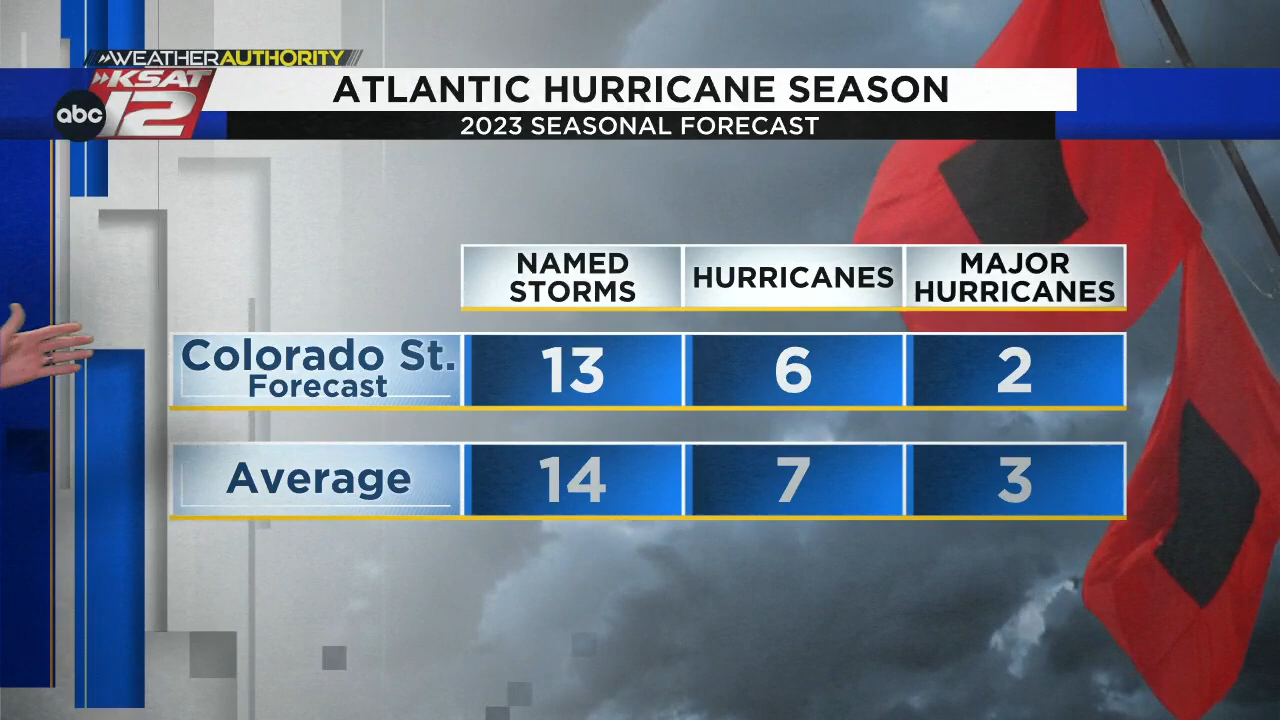 WEATHERAUTHORITY
KSAT
abc 12
ATLANTIC HURRICANE SEASON
2023 SEASONAL FORECAST
NAMED STORMS
HURRICANES
MAJOR HURRICANES
Colorado St.
Forecast
13 6 2
Average 14 7 3